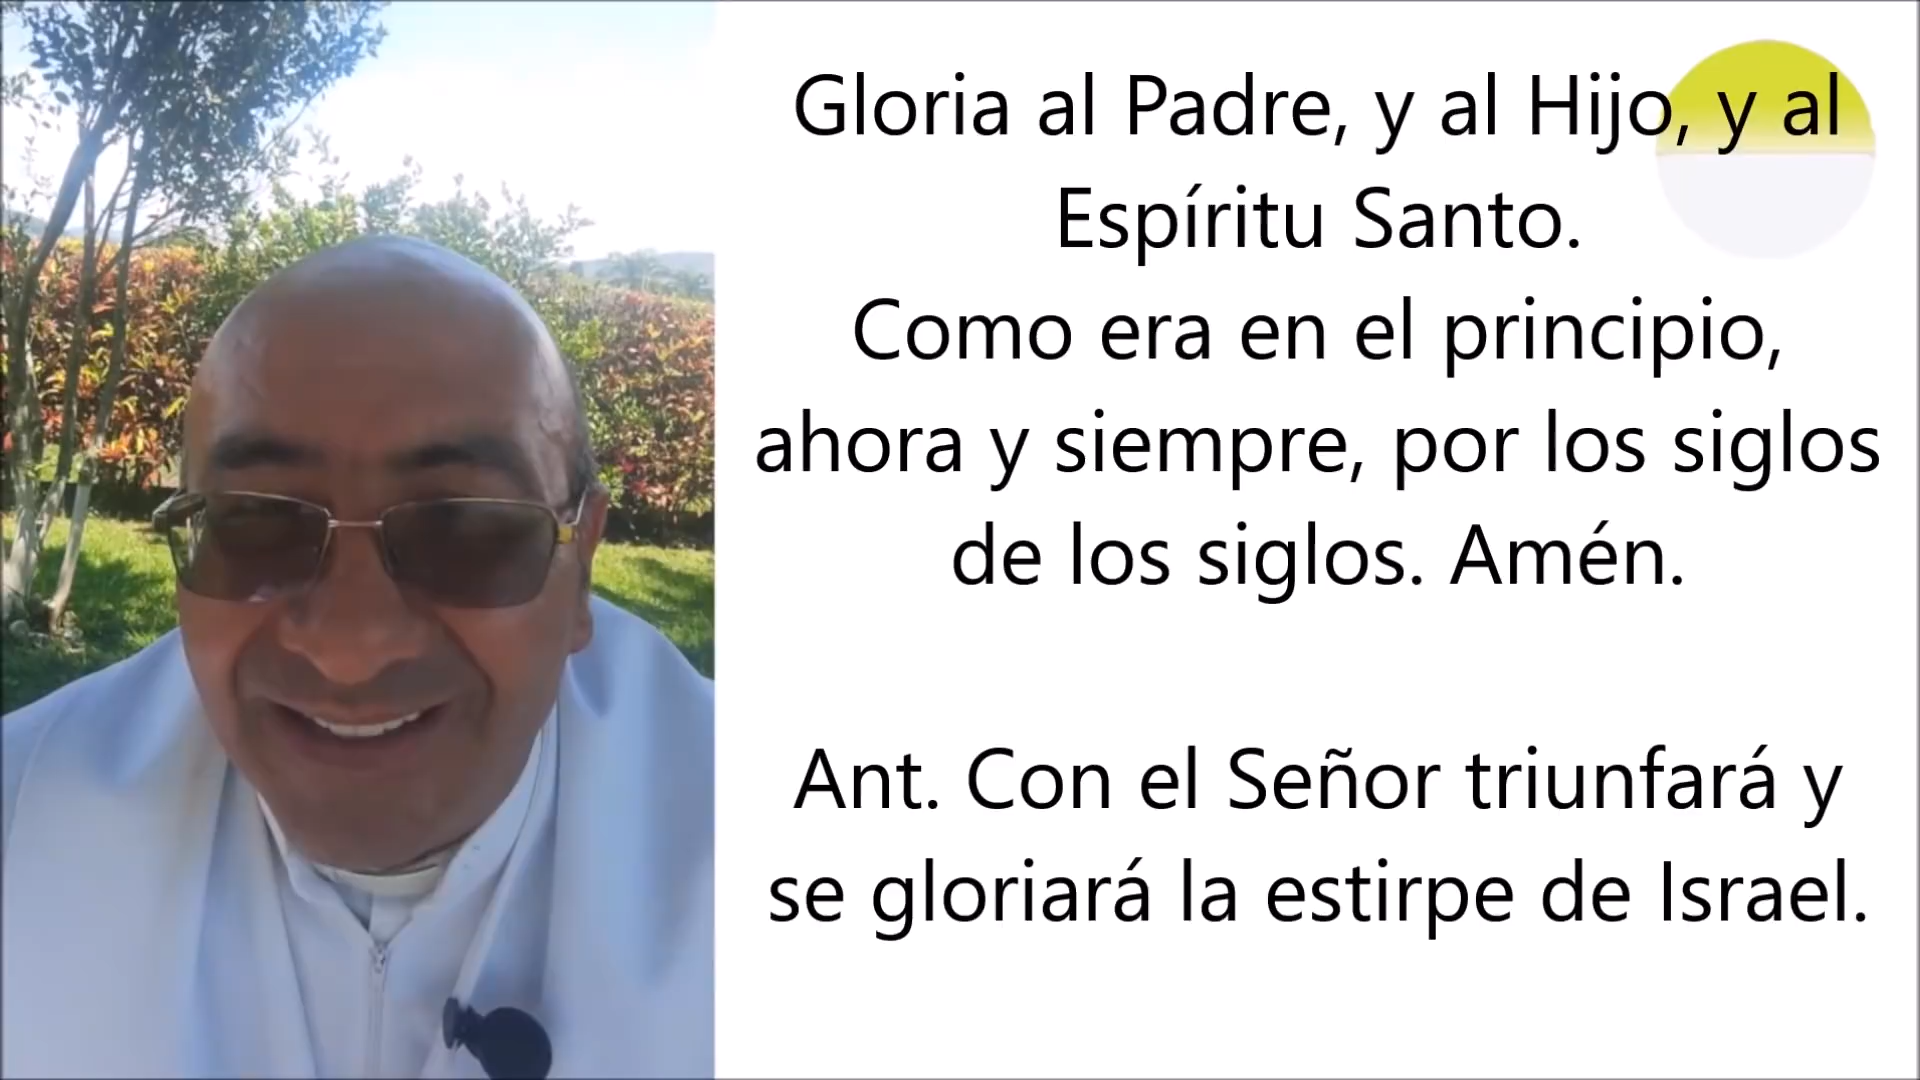 Gloria al Padre, y al Hijo, y al
Espíritu Santo.
Como era en el principio,
ahora y siempre, por los siglos
de los siglos. Amén.
Ant. Con el Señor triunfará y
se gloriará la estirpe de Israel.